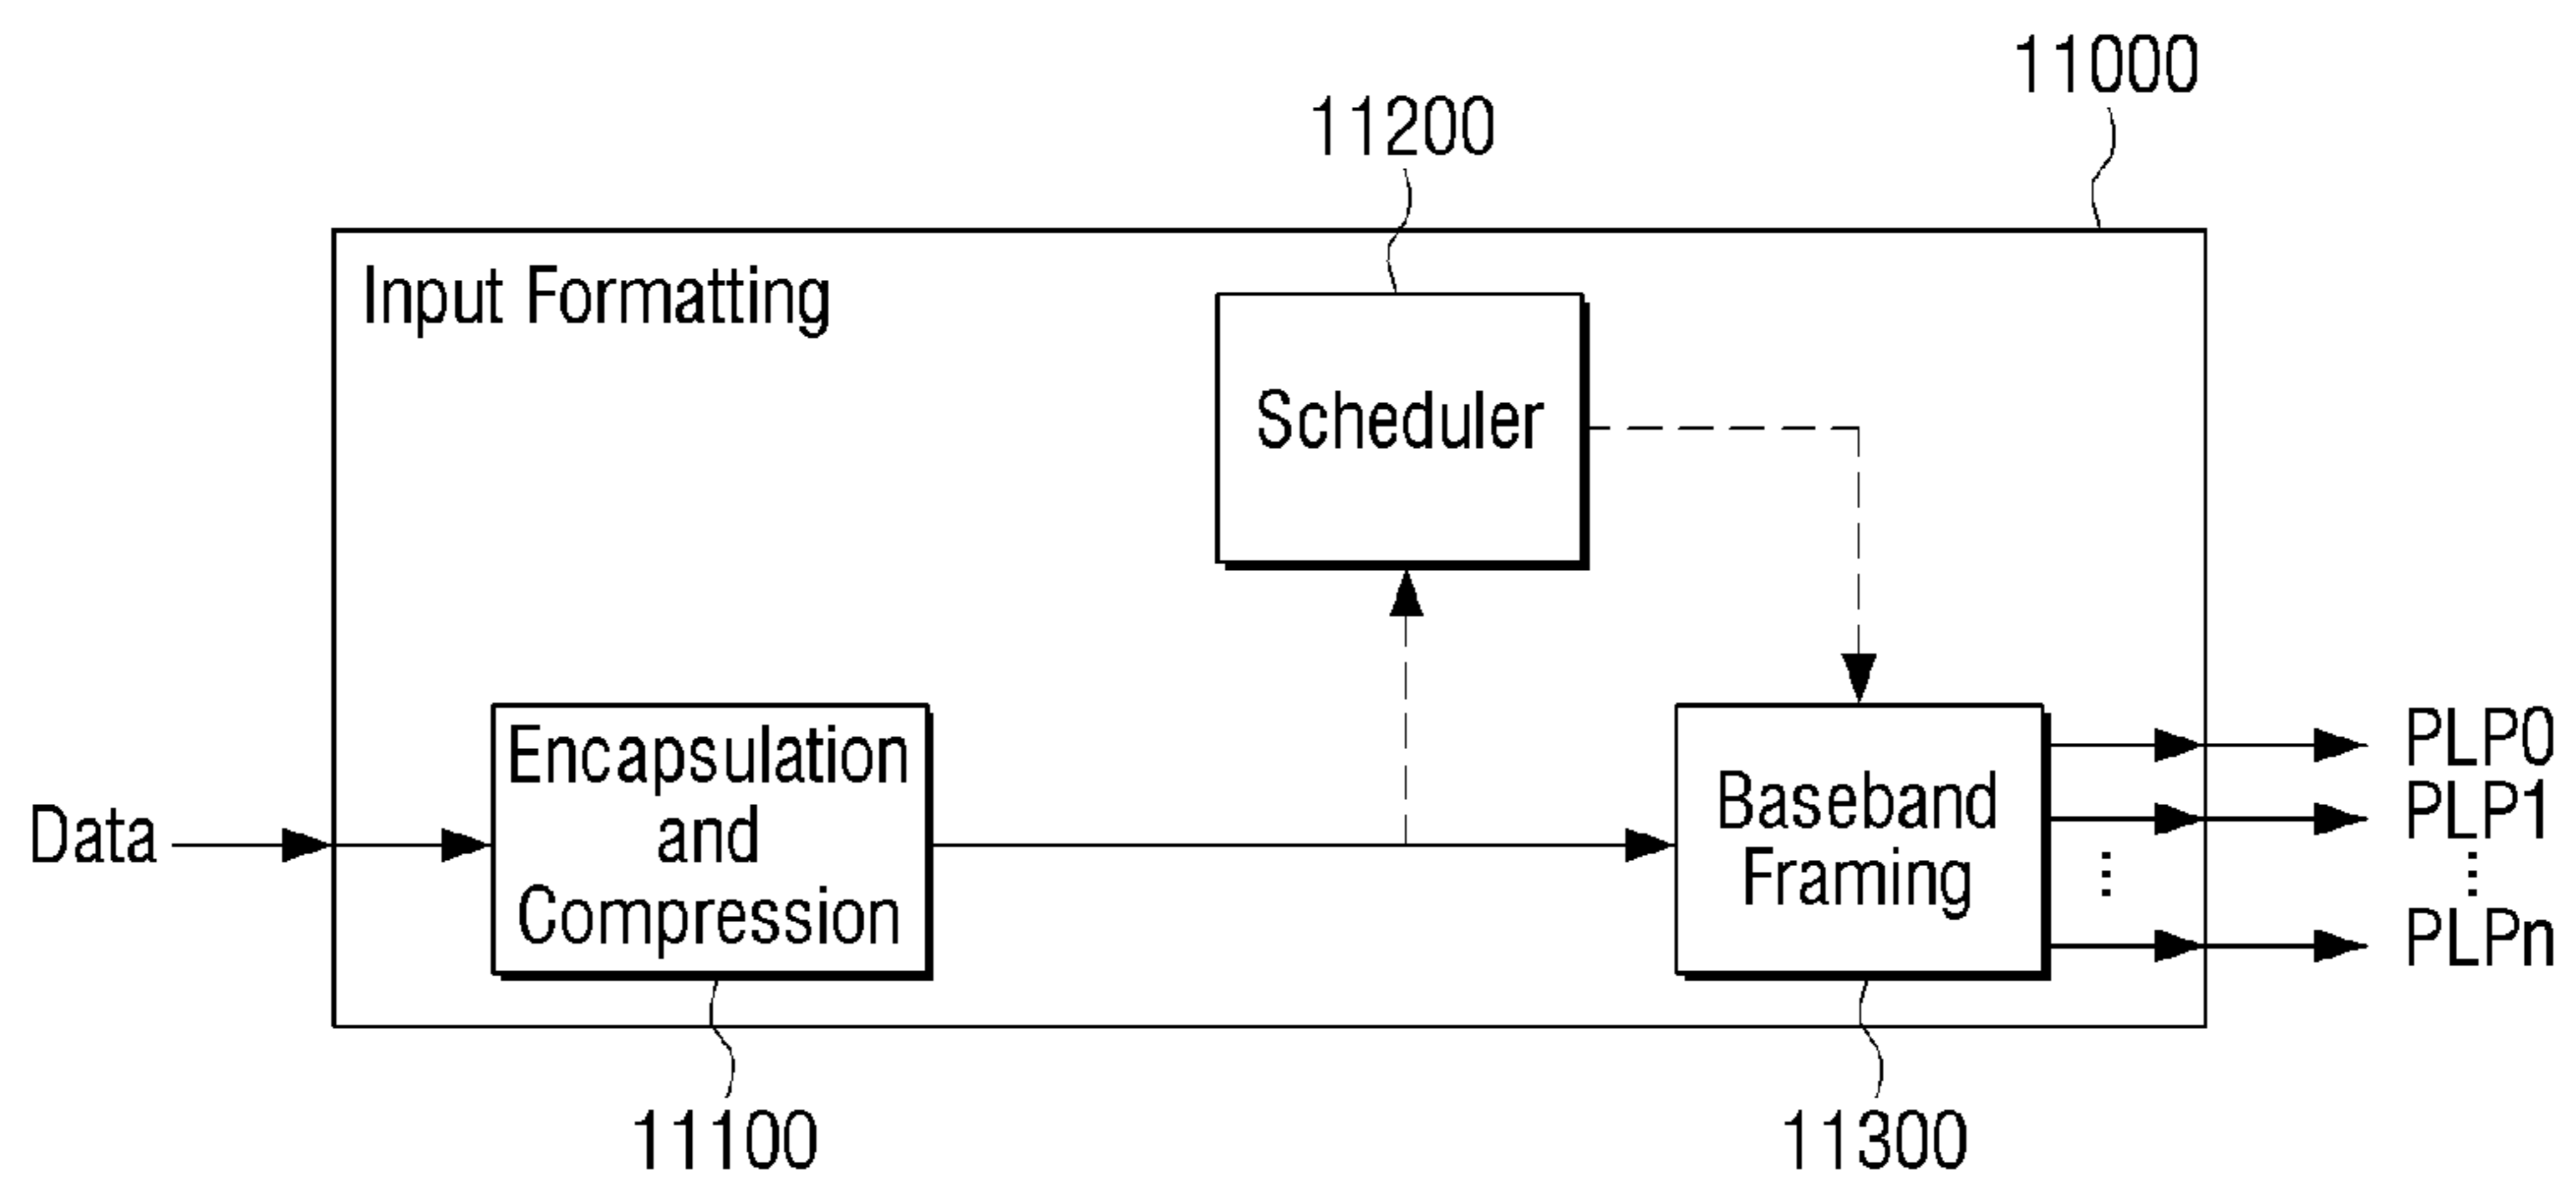 11000
11200
Input Formatting
Scheduler
Encapsulation
and
Compression
Data
Baseband
Framing
PLP0
PLP1
PLPn
11100
11300